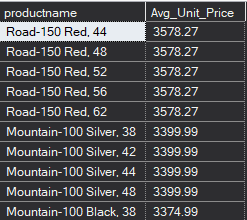 productname Avg_Unit_Price
Road-150 Red, 44 3578.27
Road-150 Red, 48 3578.27
Road-150 Red, 52 3578.27
Road-150 Red, 56 3578.27
Road-150 Red, 62 3578.27
Mountain-100 Silver, 38 3399.99
Mountain-100 Silver, 42 3399.99
Mountain-100 Silver, 44 3399.99
Mountain-100 Silver, 48 3399.99
Mountain-100 Black, 38 3374.99